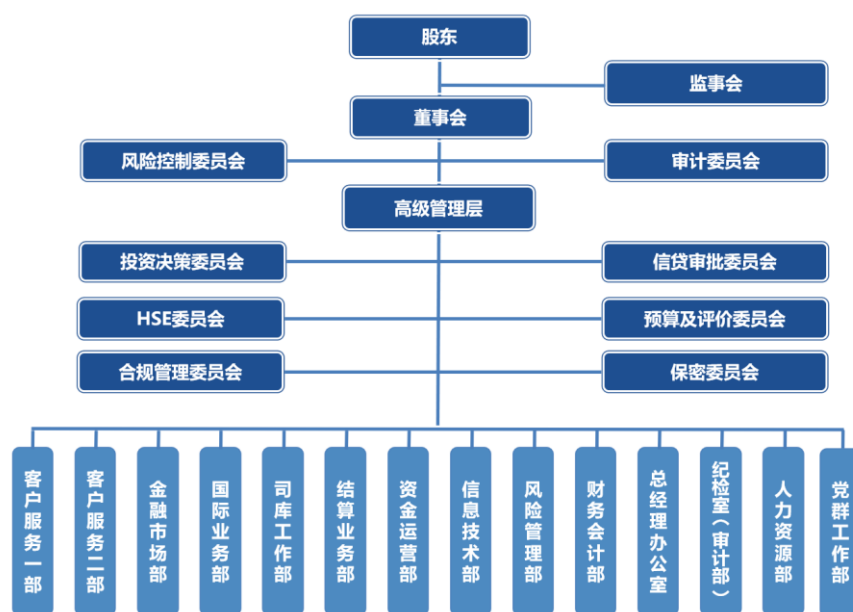 股东
监事会
董事会
风险控制委员会
审计委员会
高级管理层
投资决策委员会
信贷审批委员会
HSE委员会
预算及评价委员会
合规管理委员会
保密委员会
客户服务一部
客户服务二部
金融市场部
国际业务部
司库工作部
结算业务部
资金运营部
信息技术部
风险管理部
财务会计部
总经理办公室
纪检室（审计部）
人力资源部
党群工作部